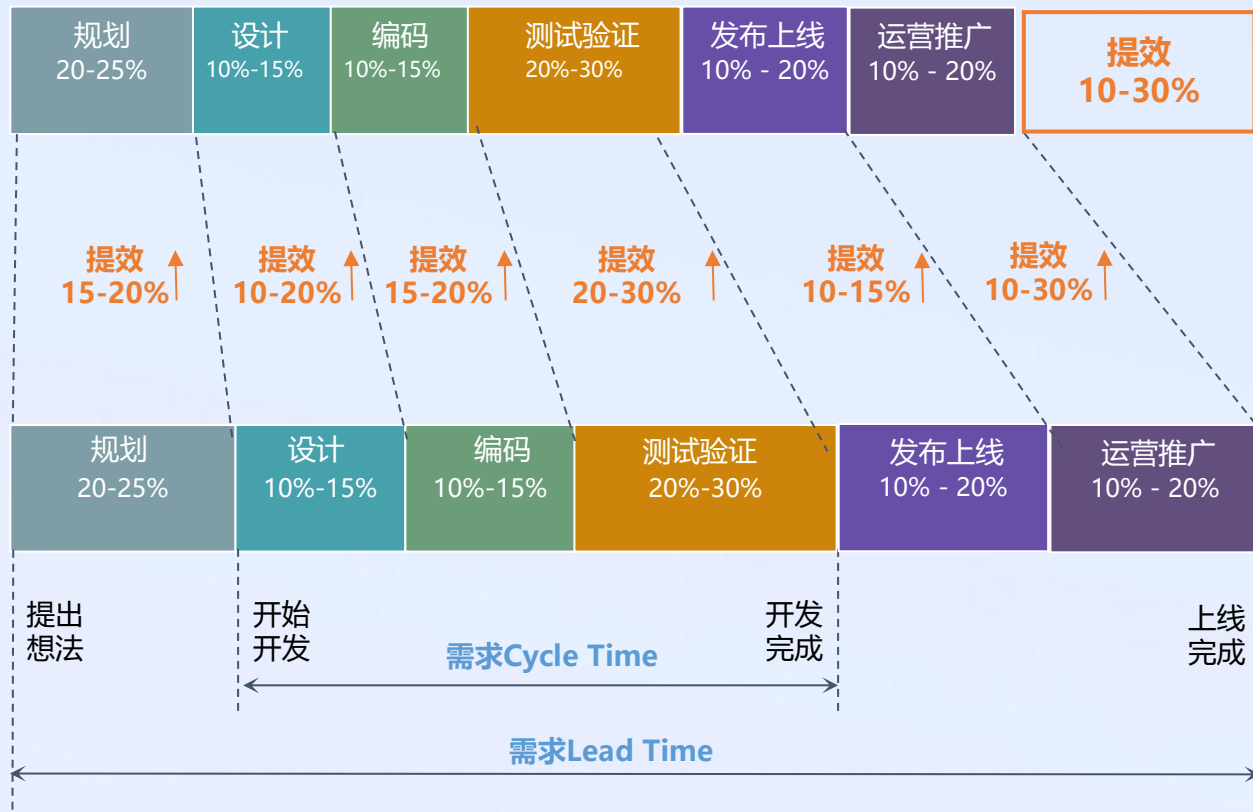 规划
20-25%
设计
10%-15%
编码
10%-15%
测试验证
20%-30%
发布上线
10% - 20%
运营推广
10% - 20%
提效
10-30%
提效
15-20%
提效
10-20%
提效
15-20%
提效
20-30%
提效
10-15%
提效
10-30%
规划
20-25%
设计
10%-15%
编码
10%-15%
测试验证
20%-30%
发布上线
10% - 20%
运营推广
10% - 20%
提出
想法
开始
开发
开发
完成
上线
完成
需求Cycle Time
需求Lead Time